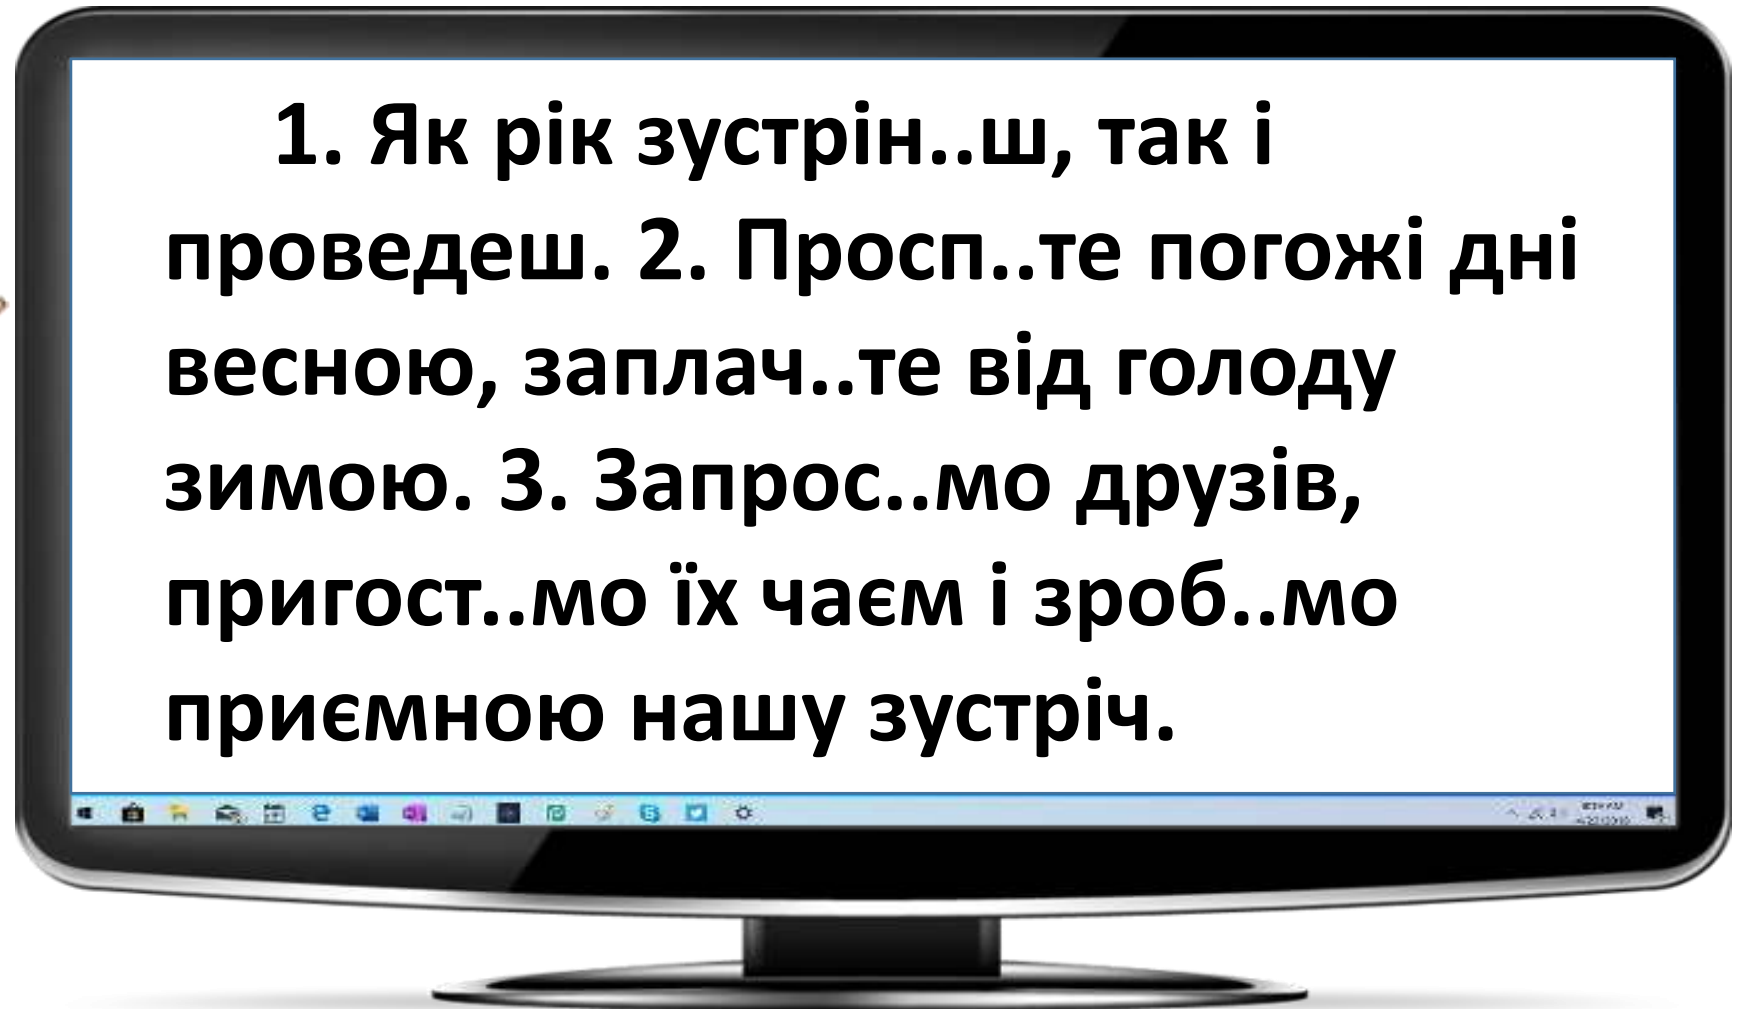 1. Як рік зустрін..ш, так і
проведеш. 2. Просп..те погожі дні
весною, заплач..те від голоду
зимою. 3. Запрос..мо друзів,
пригост..мо їх чаєм і зроб..мо
приємною нашу зустріч.